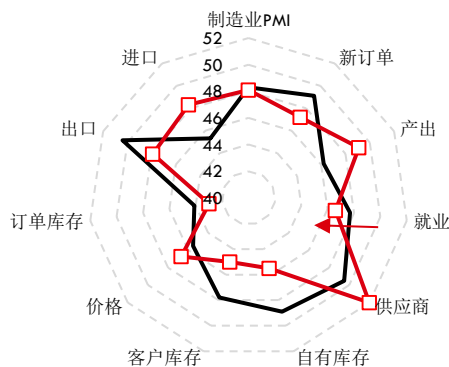 制造业PMI
52
新订单
进口
50
48
46
出口
产出
44
42
40
订单库存
就业
价格
供应商
客户库存
自有库存